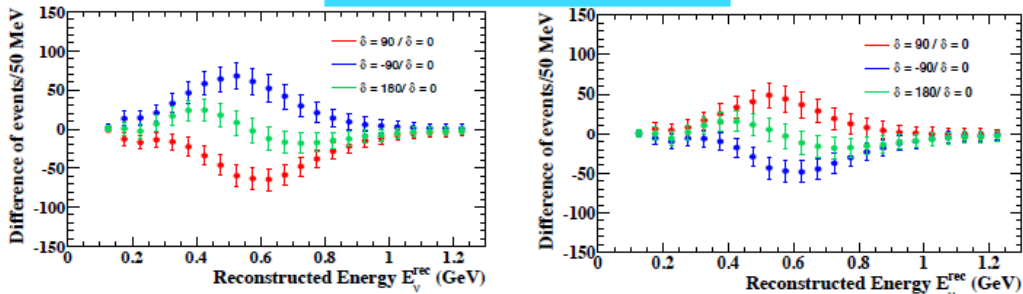 Difference of events/50 MeV
150
100
50
0
-50
-100
-150
δ = 90 / δ = 0
δ = -90/ δ = 0
δ = 180/ δ = 0
0 0.2 0.4 0.6 0.8 1 1.2
Reconstructed Energy E_ν^rec (GeV)
Difference of events/50 MeV
150
100
50
0
-50
-100
-150
δ = 90 / δ = 0
δ = -90/ δ = 0
δ = 180/ δ = 0
0 0.2 0.4 0.6 0.8 1 1.2
Reconstructed Energy E_ν^rec (GeV)